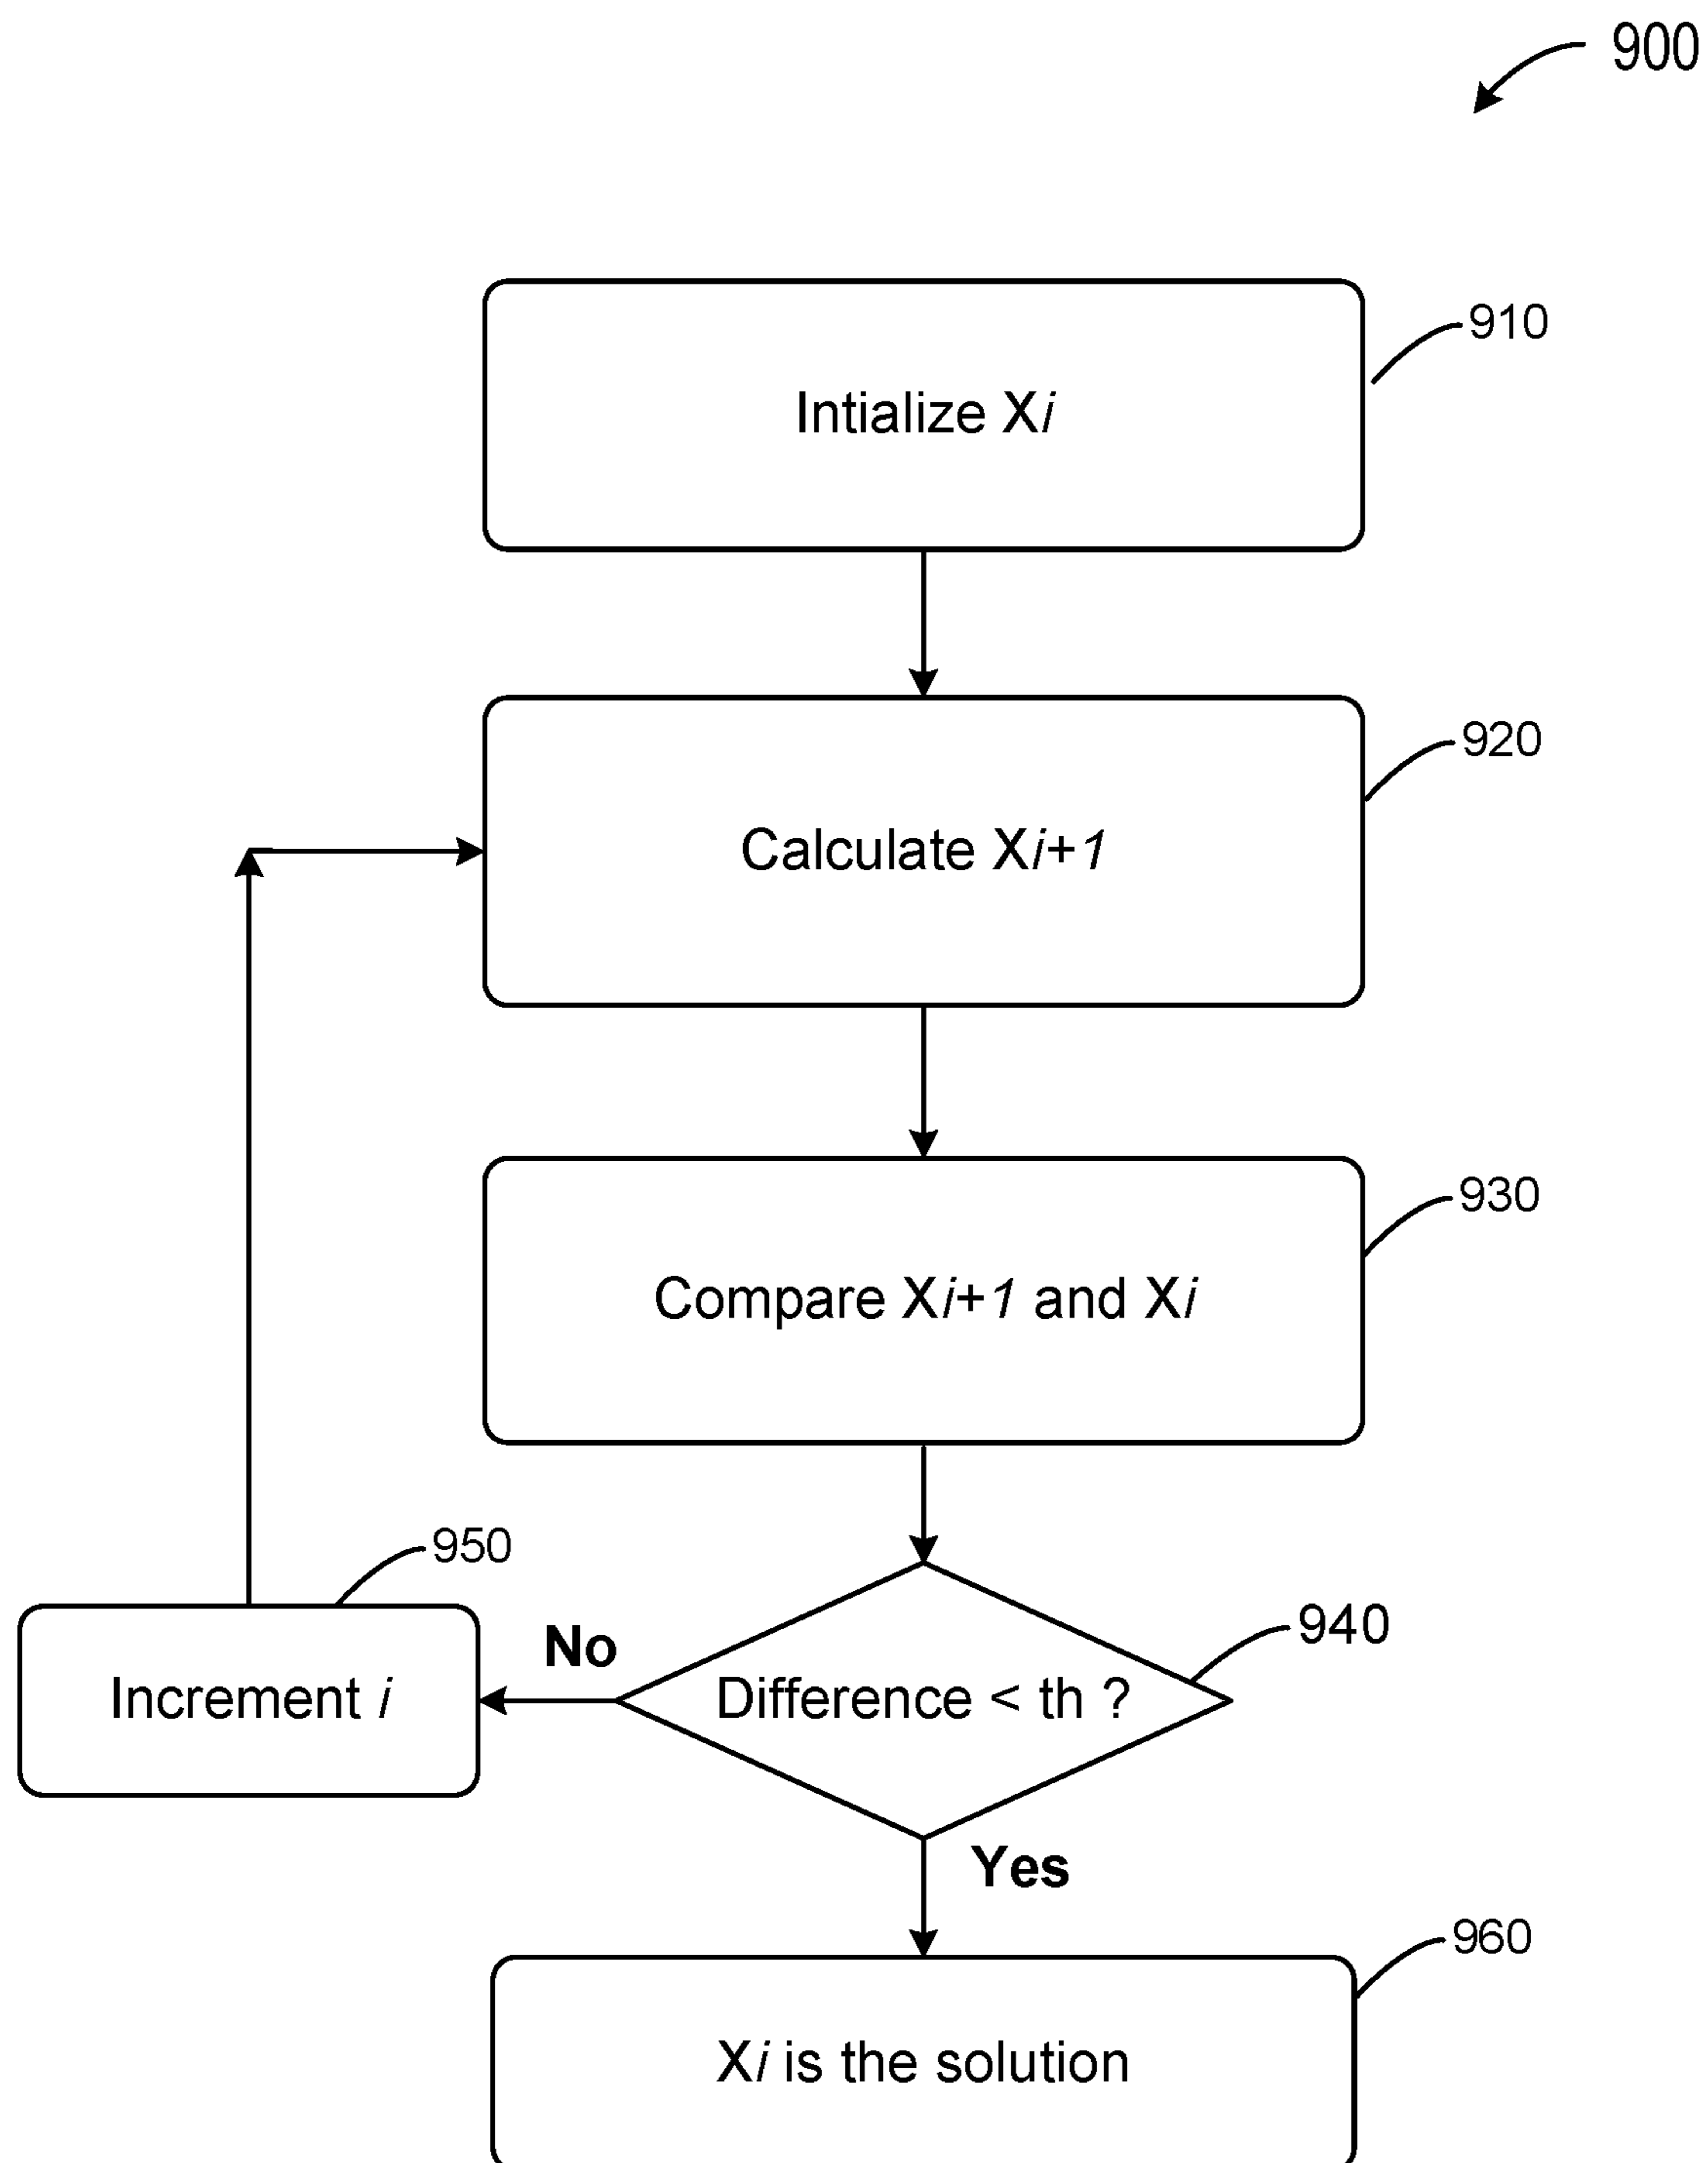 900
910
Intialize Xi
920
Calculate Xi+1
930
Compare Xi+1 and Xi
950
940
No
Increment i
Difference < th ?
Yes
960
Xi is the solution